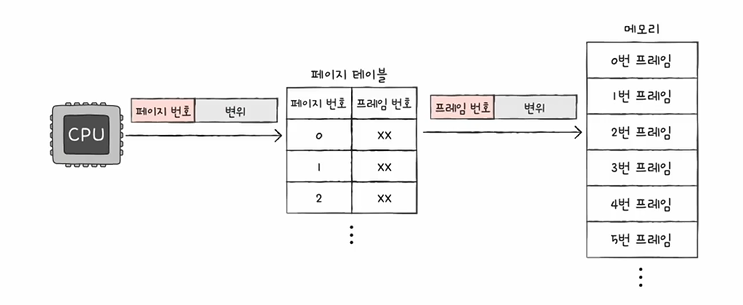 메모리
페이지 테이블
0번 프레임
CPU
페이지 번호 변위
페이지 번호 프레임 번호
프레임 번호 변위
1번 프레임
0 XX
2번 프레임
1 XX
3번 프레임
2 XX
4번 프레임
5번 프레임